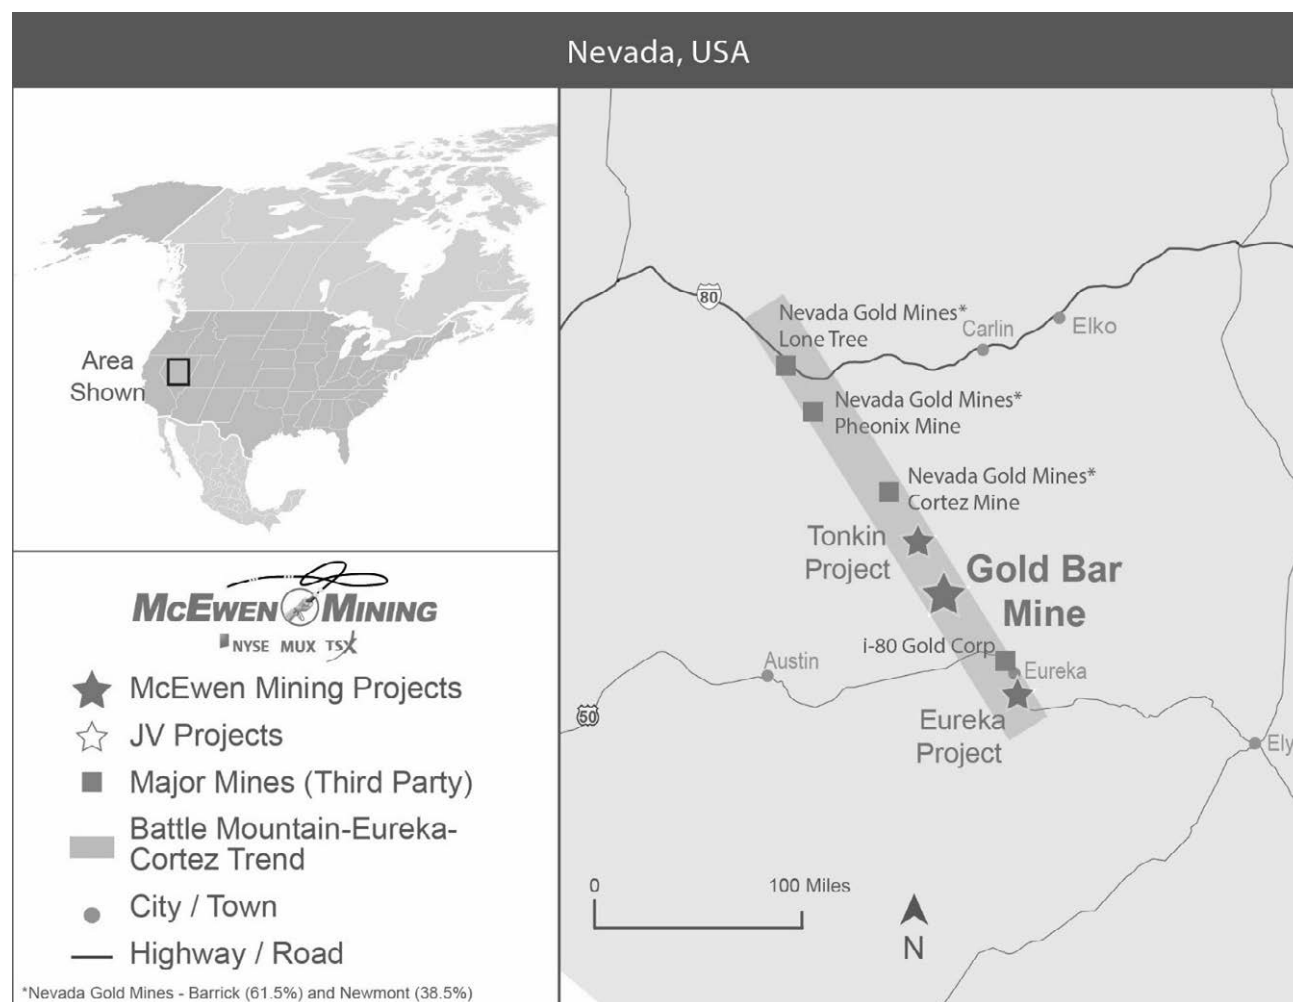 Nevada, USA
Area
Shown
McEWEN MINING
NYSE MUX TSX
McEwen Mining Projects
JV Projects
Major Mines (Third Party)
Battle Mountain-Eureka-
Cortez Trend
City / Town
Highway / Road
*Nevada Gold Mines - Barrick (61.5%) and Newmont (38.5%)
80
Nevada Gold Mines*
Lone Tree
Carlin
Elko
Nevada Gold Mines*
Pheonix Mine
Nevada Gold Mines*
Cortez Mine
Tonkin
Project
Gold Bar
Mine
i-80 Gold Corp
Austin
Eureka
50
Eureka
Project
Ely
0
100 Miles
N